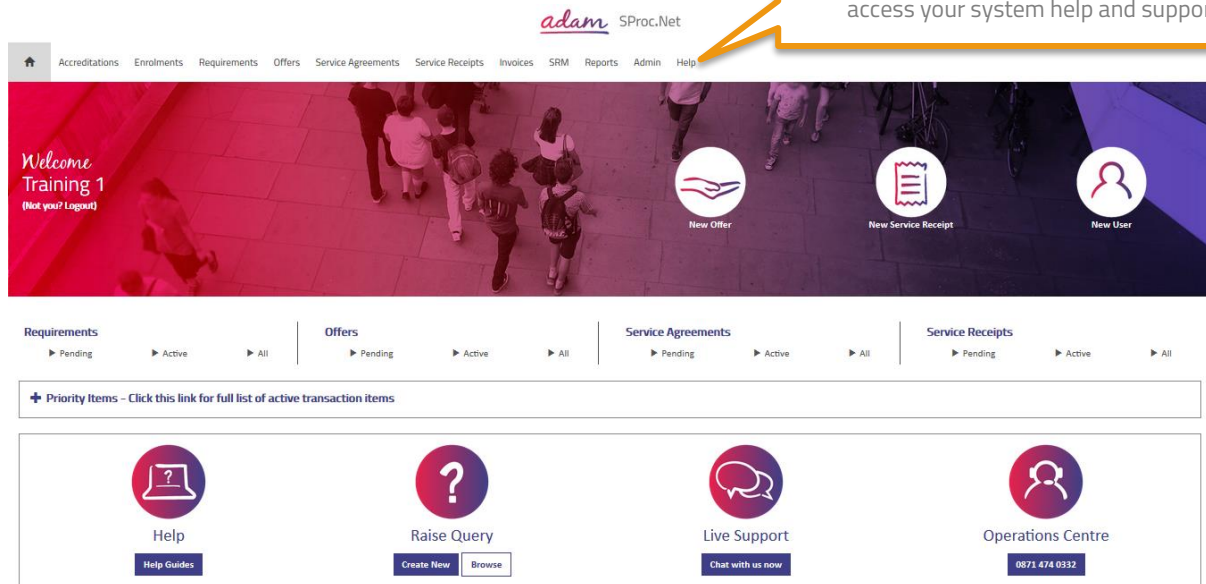 access your system help and suppor
adam SProc.Net
Accreditations Enrolments Requirements Offers Service Agreements Service Receipts Invoices SRM Reports Admin Help
Welcome
Training 1
(Not you? Logout)
New Offer New Service Receipt New User
Requirements Offers Service Agreements Service Receipts
Pending Active All Pending Active All Pending Active All Pending Active All
Priority Items - Click this link for full list of active transaction items
Help Raise Query Live Support Operations Centre
Help Guides Create New Browse Chat with us now 0871 474 0332